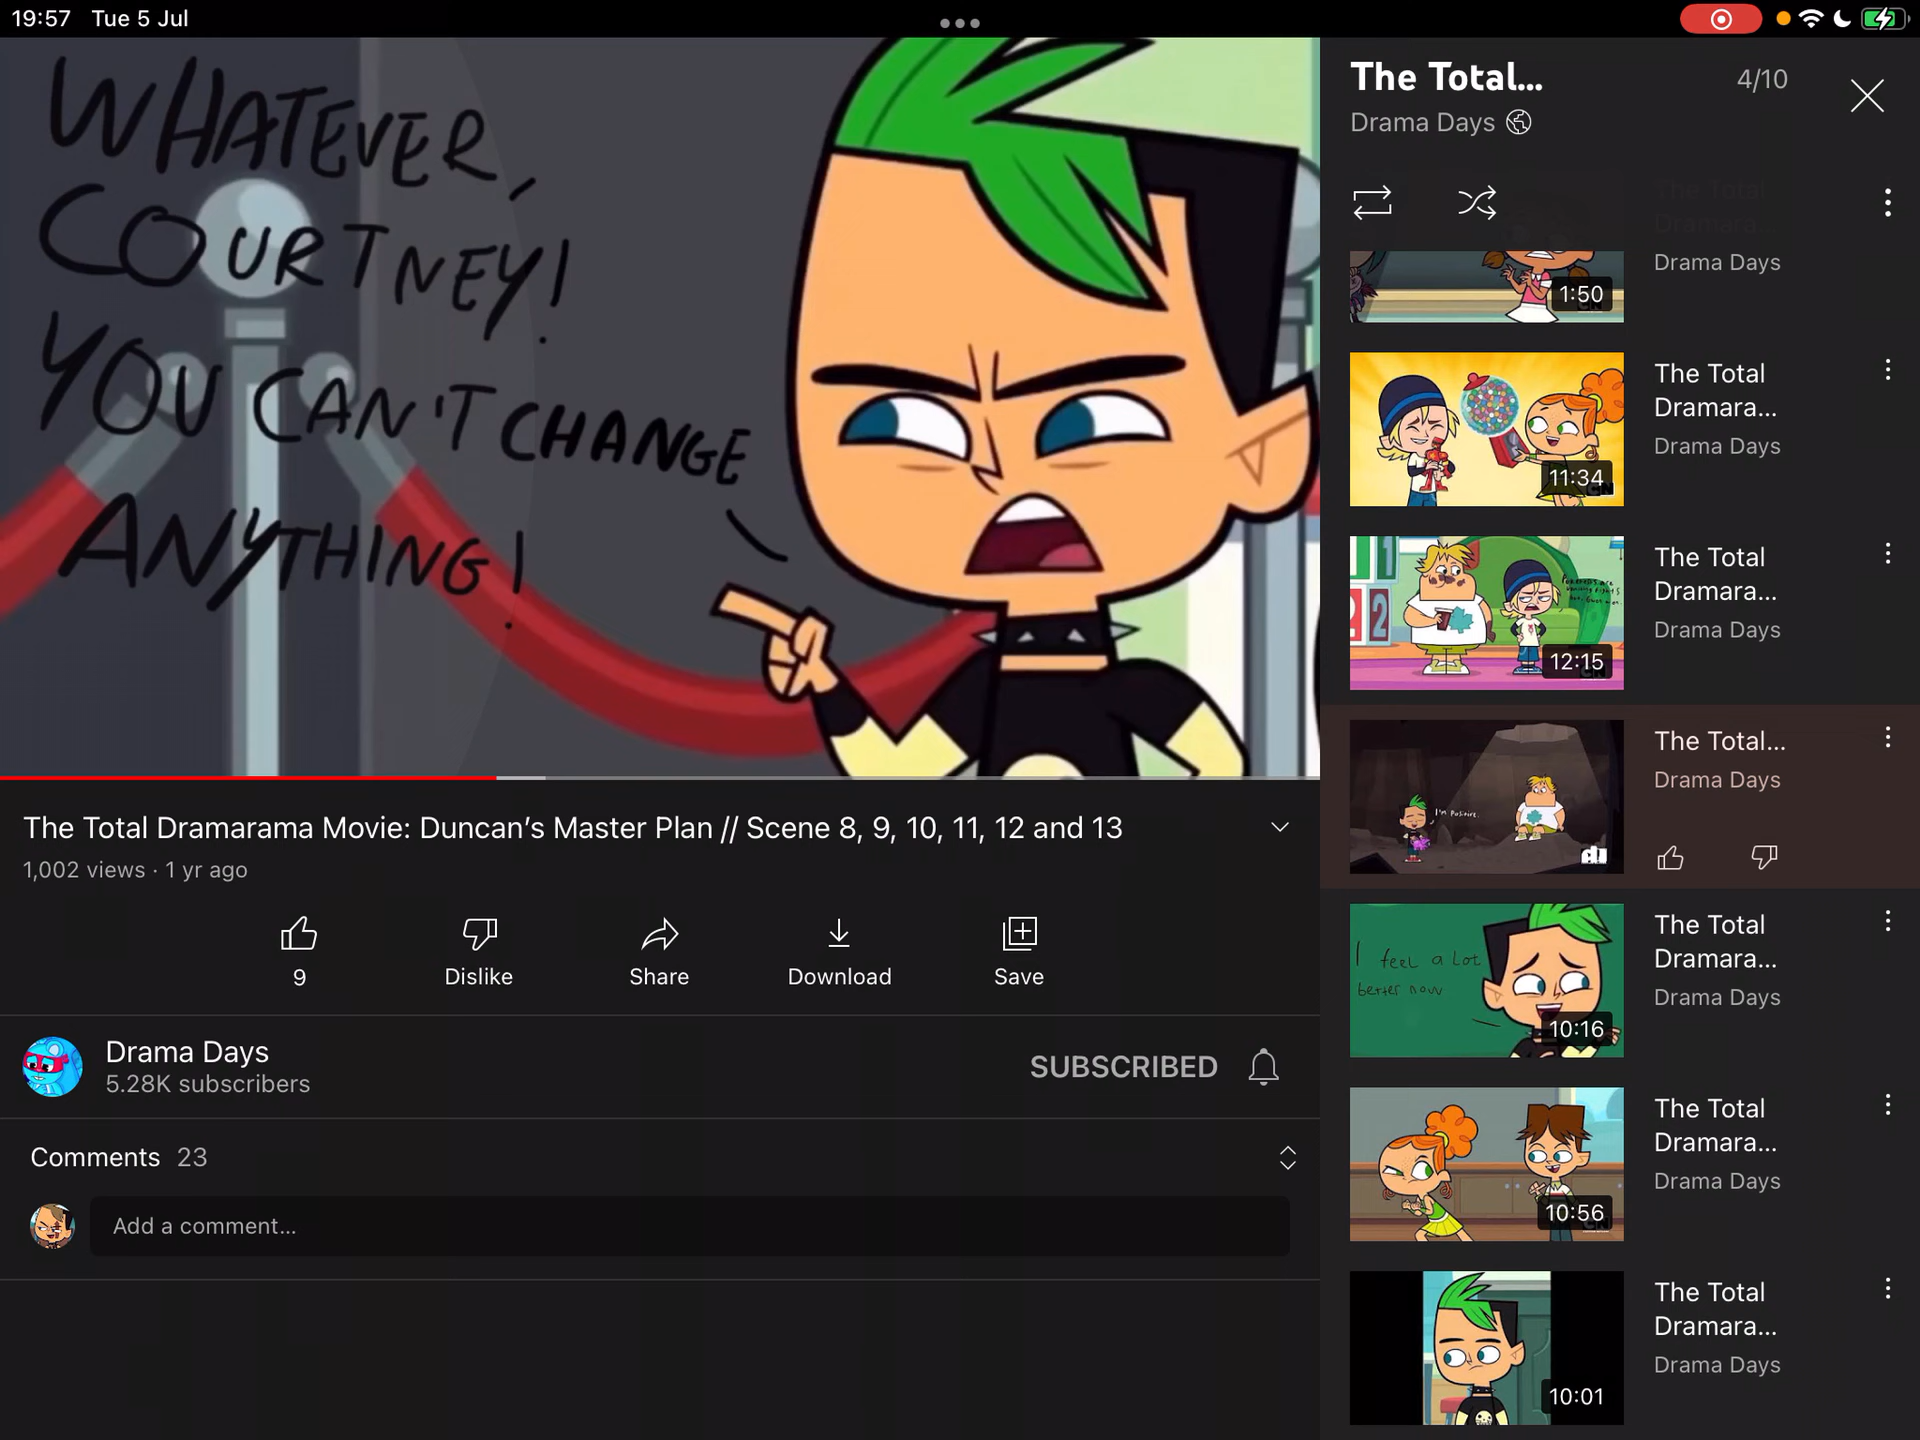 19:57 Tue 5 Jul
WHATEVER,
COURTNEY!
YOU CAN'T CHANGE
ANYTHING!
The Total Dramarama Movie: Duncan's Master Plan // Scene 8, 9, 10, 11, 12 and 13
1,002 views · 1 yr ago
9 Dislike Share Download Save
Drama Days
5.28K subscribers
SUBSCRIBED
Comments 23
Add a comment...
The Total... 4/10
Drama Days
The Total
Dramara...
Drama Days
1:50
The Total
Dramara...
Drama Days
11:34
The Total
Dramara...
Drama Days
12:15
The Total...
Drama Days
I'm Positive.
The Total
Dramara...
Drama Days
I feel a lot
better now
10:16
The Total
Dramara...
Drama Days
10:56
The Total
Dramara...
Drama Days
10:01